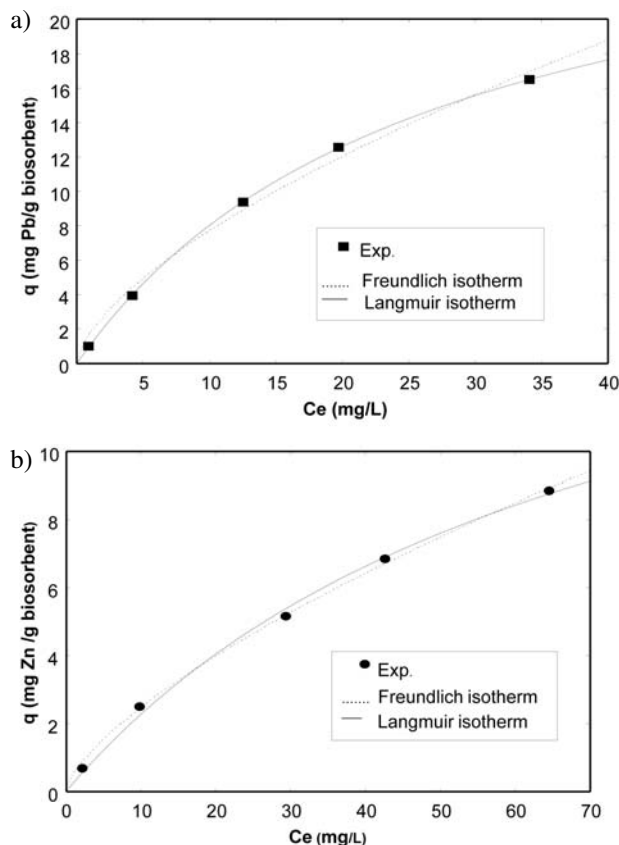 a)
20
18
16
14
12
10
8
6
4
2
0
q (mg Pb/g biosorbent)
Exp.
Freundlich isotherm
Langmuir isotherm
5 10 15 20 25 30 35 40
Ce (mg/L)
b)
10
8
6
4
2
0
q (mg Zn /g biosorbent)
Exp.
Freundlich isotherm
Langmuir isotherm
0 10 20 30 40 50 60 70
Ce (mg/L)